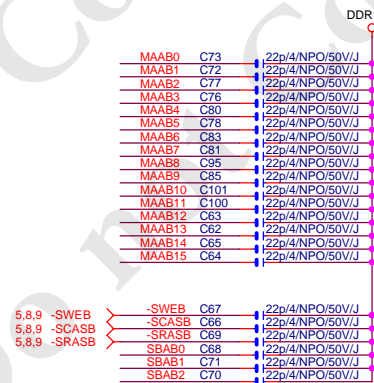 DDR
MAAB0 C73 22p/4/NPO/50V/J
MAAB1 C72 22p/4/NPO/50V/J
MAAB2 C77 22p/4/NPO/50V/J
MAAB3 C76 22p/4/NPO/50V/J
MAAB4 C80 22p/4/NPO/50V/J
MAAB5 C78 22p/4/NPO/50V/J
MAAB6 C83 22p/4/NPO/50V/J
MAAB7 C81 22p/4/NPO/50V/J
MAAB8 C95 22p/4/NPO/50V/J
MAAB9 C85 22p/4/NPO/50V/J
MAAB10 C101 22p/4/NPO/50V/J
MAAB11 C100 22p/4/NPO/50V/J
MAAB12 C63 22p/4/NPO/50V/J
MAAB13 C62 22p/4/NPO/50V/J
MAAB14 C65 22p/4/NPO/50V/J
MAAB15 C64 22p/4/NPO/50V/J
5,8,9 -SWEB -SWEB C67 22p/4/NPO/50V/J
5,8,9 -SCASB -SCASB C66 22p/4/NPO/50V/J
5,8,9 -SRASB -SRASB C69 22p/4/NPO/50V/J
SBAB0 C68 22p/4/NPO/50V/J
SBAB1 C71 22p/4/NPO/50V/J
SBAB2 C70 22p/4/NPO/50V/J